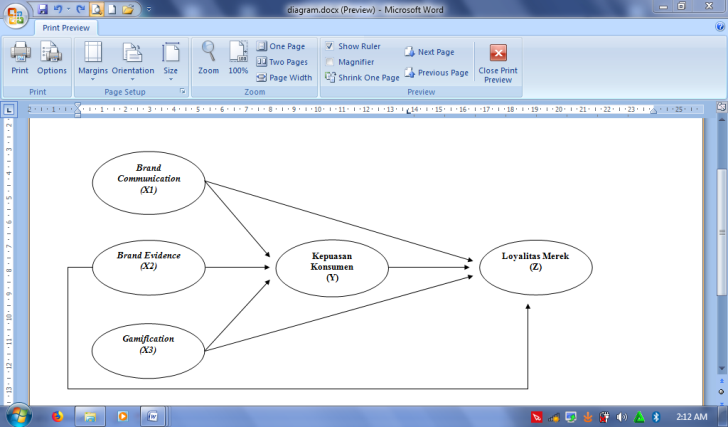 diagram.docx (Preview) - Microsoft Word
Print Preview
Print
Options
Margins
Orientation
Size
Zoom
100%
One Page
Two Pages
Page Width
Show Ruler
Magnifier
Shrink One Page
Next Page
Previous Page
Close Print
Preview
Print
Page Setup
Zoom
Preview
Brand
Communication
(X1)
Brand Evidence
(X2)
Gamification
(X3)
Kepuasan
Konsumen
(Y)
Loyalitas Merek
(Z)
2:12 AM